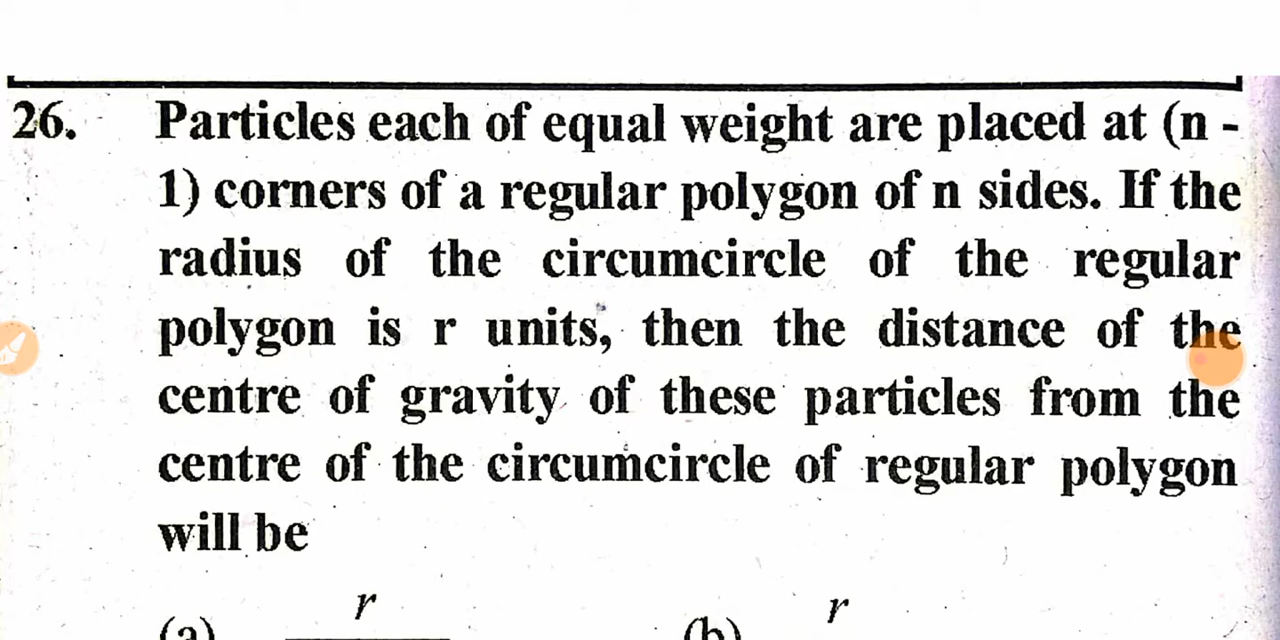 26. Particles each of equal weight are placed at (n -
1) corners of a regular polygon of n sides. If the
radius of the circumcircle of the regular
polygon is r units, then the distance of the
centre of gravity of these particles from the
centre of the circumcircle of regular polygon
will be
(a) r (b) r